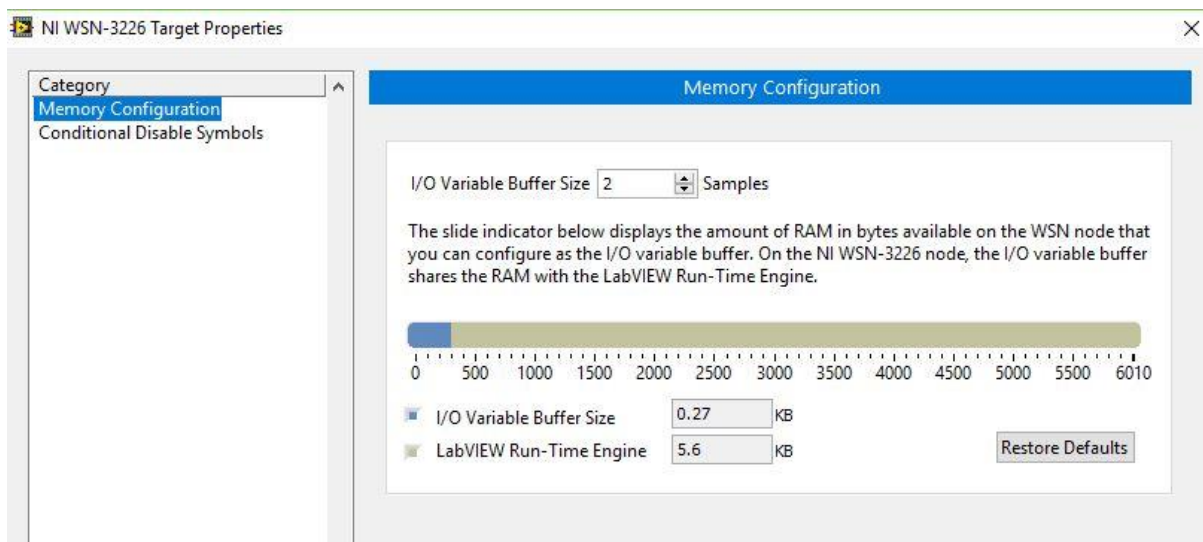 NI WSN-3226 Target Properties
Category
Memory Configuration
Conditional Disable Symbols
Memory Configuration
I/O Variable Buffer Size 2 Samples
The slide indicator below displays the amount of RAM in bytes available on the WSN node that
you can configure as the I/O variable buffer. On the NI WSN-3226 node, the I/O variable buffer
shares the RAM with the LabVIEW Run-Time Engine.
0 500 1000 1500 2000 2500 3000 3500 4000 4500 5000 5500 6010
I/O Variable Buffer Size 0.27 KB
LabVIEW Run-Time Engine 5.6 KB
Restore Defaults